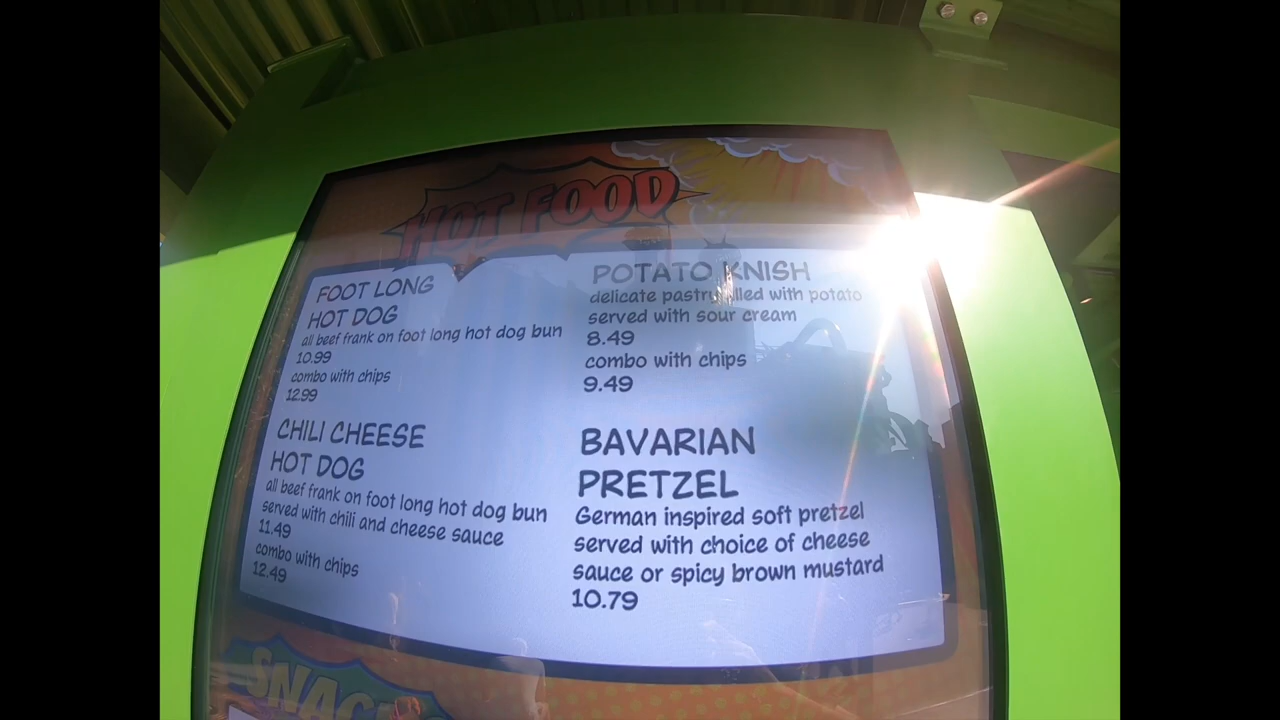 HOT FOOD
FOOT LONG
HOT DOG
all beef frank on foot long hot dog bun
10.99
combo with chips
12.99
CHILI CHEESE
HOT DOG
all beef frank on foot long hot dog bun
served with chili and cheese sauce
11.49
combo with chips
12.49
POTATO KNISH
delicate pastry filled with potato
served with sour cream
8.49
combo with chips
9.49
BAVARIAN
PRETZEL
German inspired soft pretzel
served with choice of cheese
sauce or spicy brown mustard
10.79